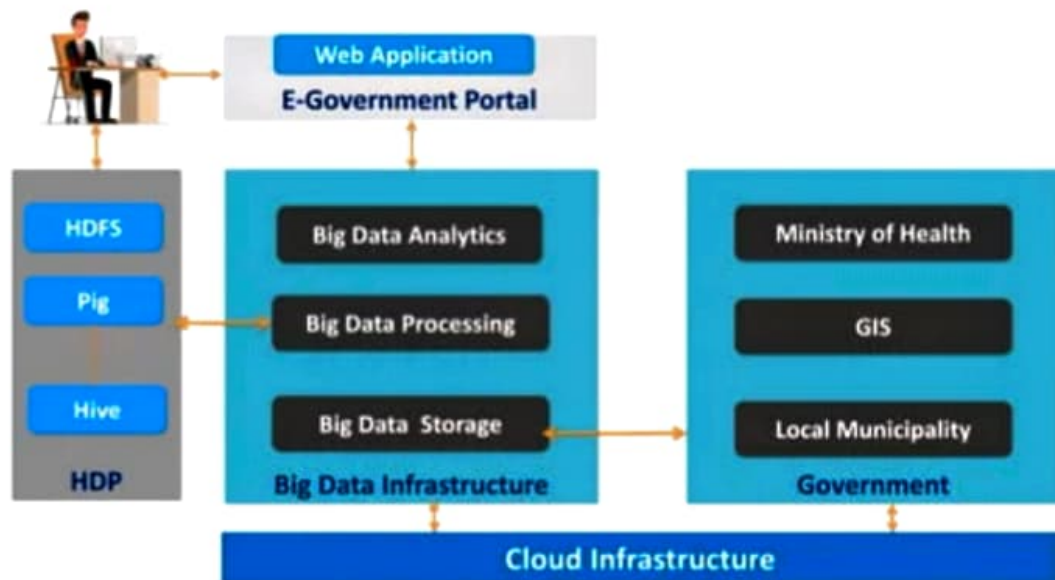 Web Application
E-Government Portal
HDFS
Pig
Hive
HDP
Big Data Analytics
Big Data Processing
Big Data Storage
Big Data Infrastructure
Ministry of Health
GIS
Local Municipality
Government
Cloud Infrastructure